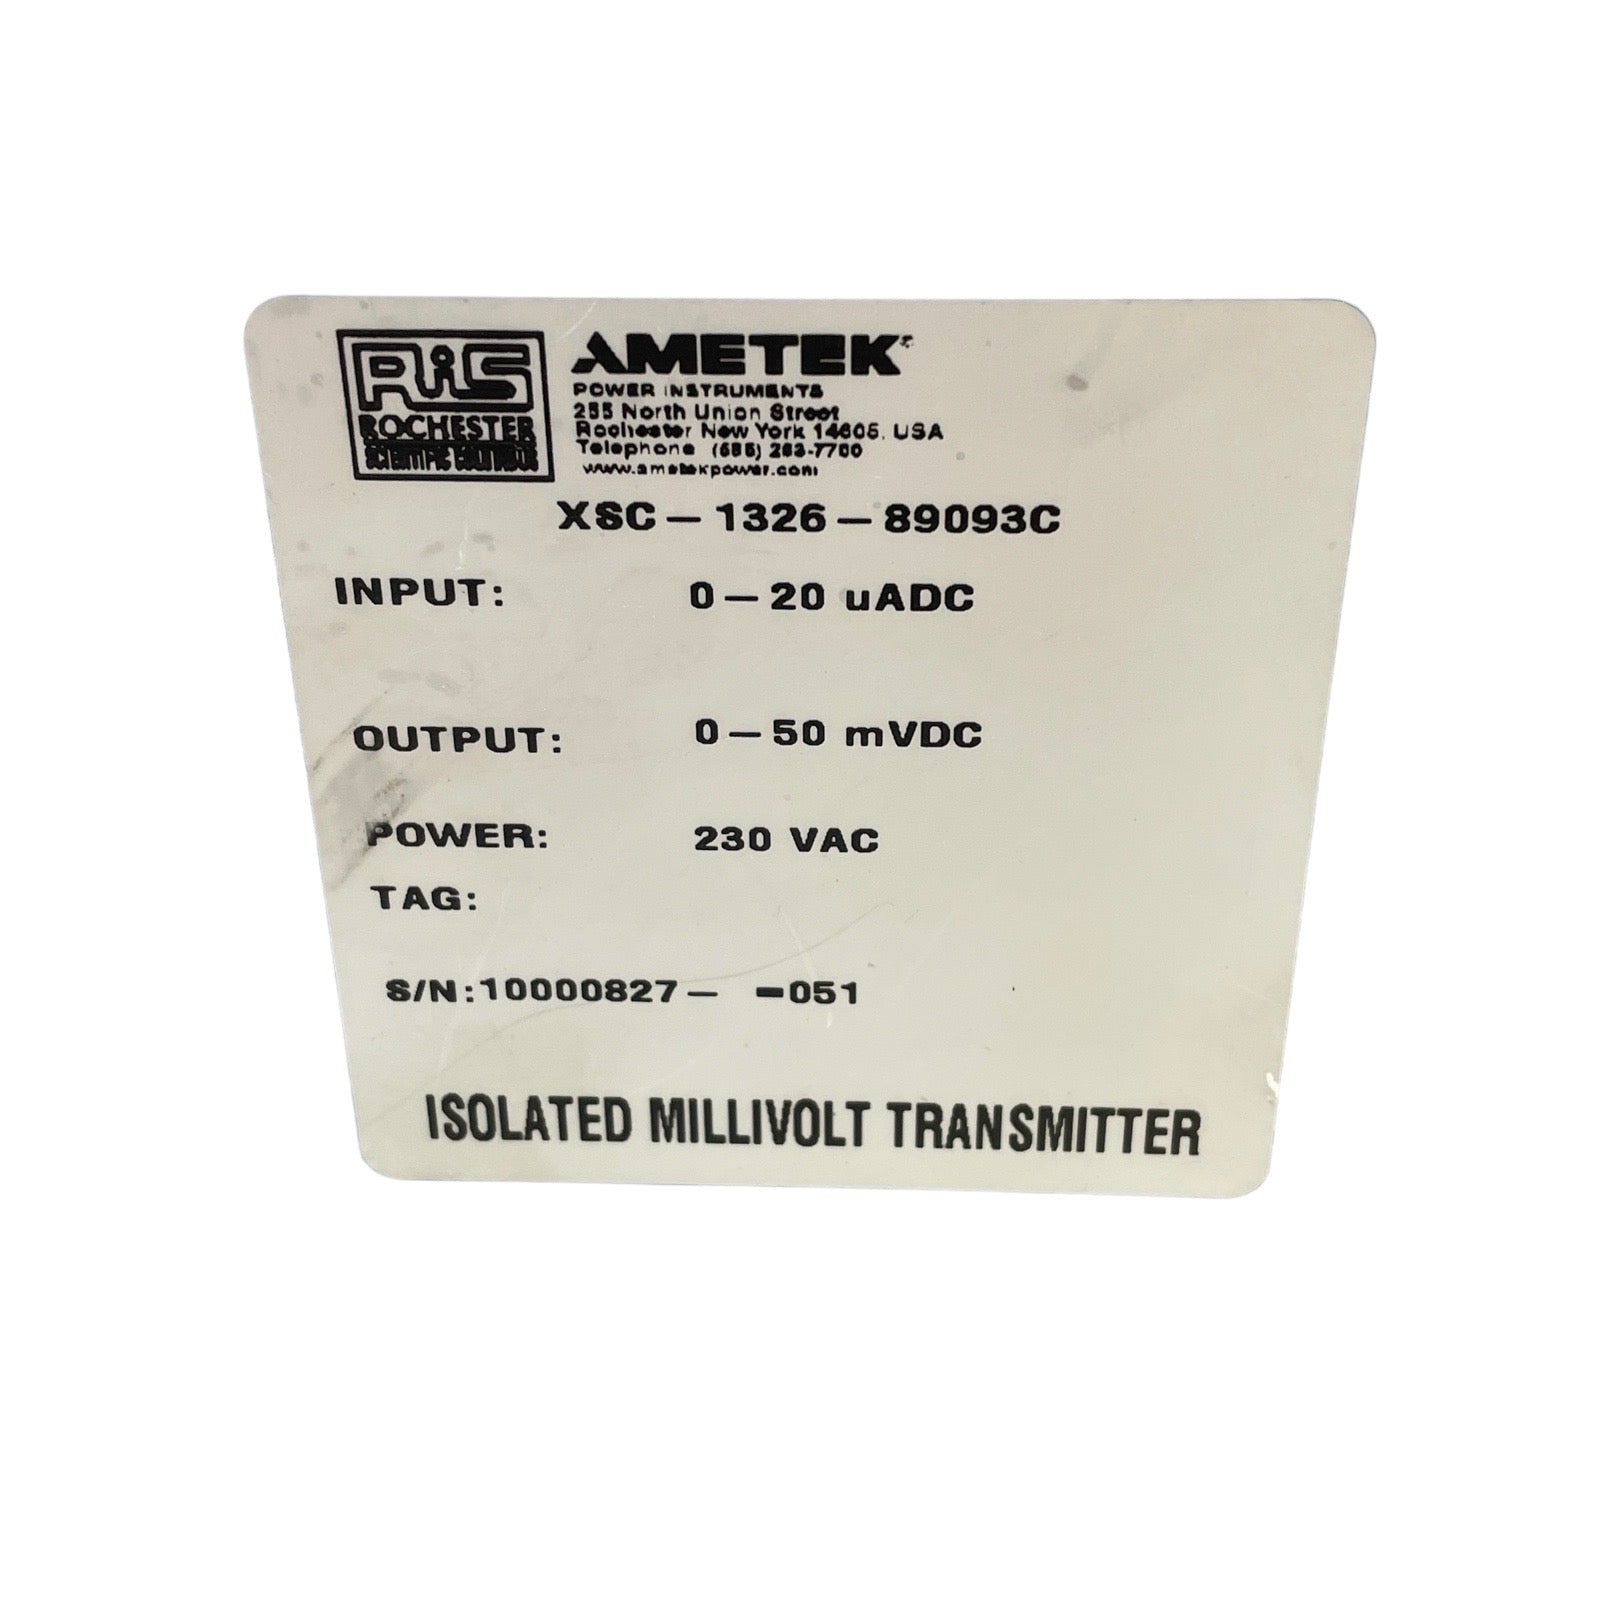 RiS
ROCHESTER
AMETEK
POWER INSTRUMENTS
255 North Union Street
Rochester New York 14605, USA
Telephone (585) 263-7700
www.ametekpower.com
XSC-1326-89093C
INPUT: 0-20 uADC
OUTPUT: 0-50 mVDC
POWER: 230 VAC
TAG:
S/N:10000827- -051
ISOLATED MILLIVOLT TRANSMITTER